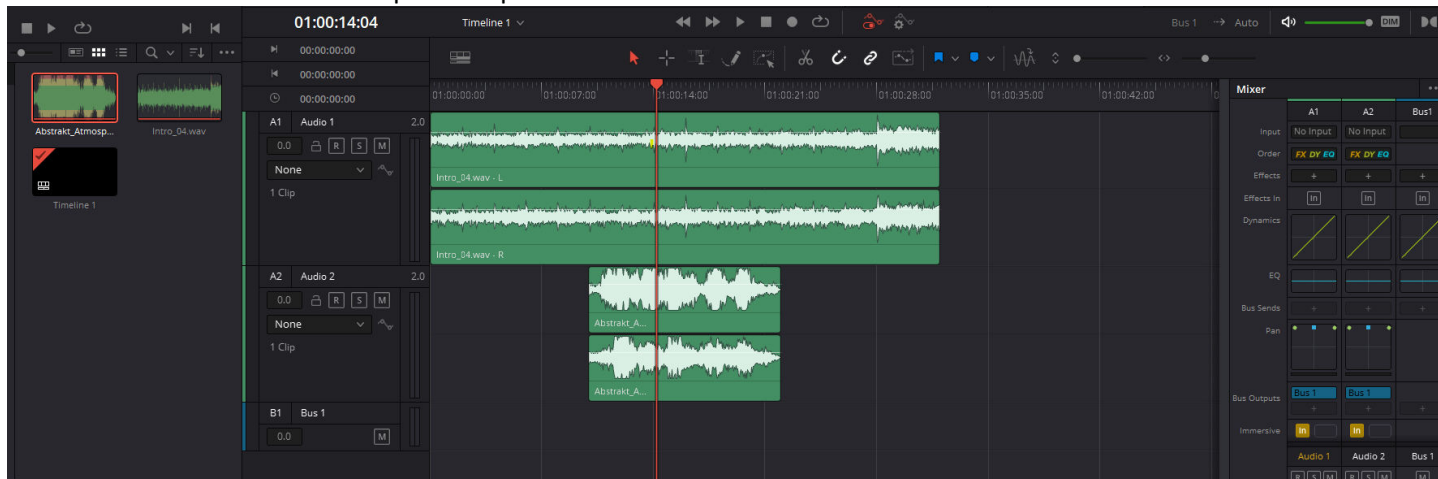 01:00:14:04
Timeline 1
Bus 1
Auto
DIM
00:00:00:00
00:00:00:00
00:00:00:00
Abstrakt_Atmosp...
Intro_04.wav
Timeline 1
01:00:00:00
01:00:07:00
01:00:14:00
01:00:21:00
01:00:28:00
01:00:35:00
01:00:42:00
A1 Audio 1 2.0
0.0 R S M
None
1 Clip
Intro_04.wav - L
Intro_04.wav - R
A2 Audio 2 2.0
0.0 R S M
None
1 Clip
Abstrakt_A...
Abstrakt_A...
B1 Bus 1
0.0 M
Mixer
A1 A2 Bus1
Input No Input No Input
Order FX DY EQ FX DY EQ
Effects + + +
Effects In In In In
Dynamics
EQ
Bus Sends + + +
Pan
Bus Outputs Bus 1 Bus 1
+ + +
Immersive In In
Audio 1 Audio 2 Bus 1
R S M R S M M